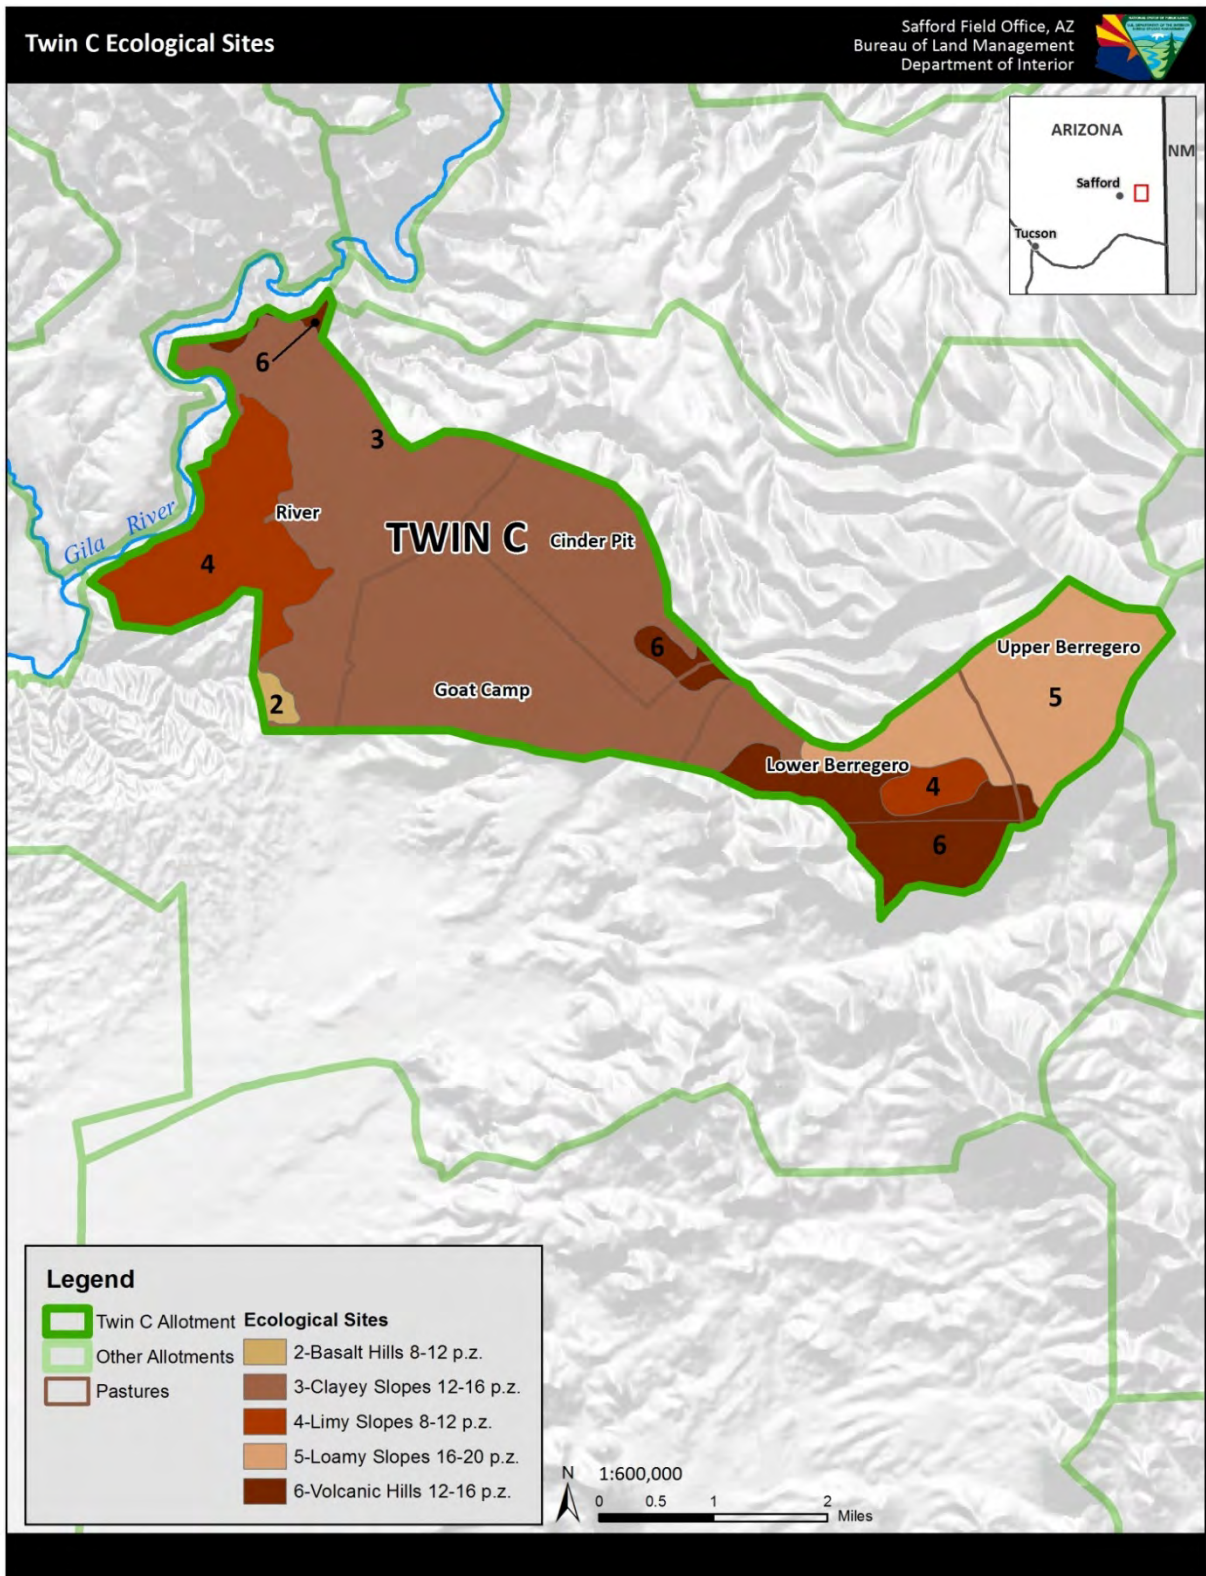 Twin C Ecological Sites
Safford Field Office, AZ
Bureau of Land Management
Department of Interior
ARIZONA
NM
Safford
Tucson
6
3
River
TWIN C
Cinder Pit
Gila River
4
6
Upper Berregero
5
Goat Camp
2
Lower Berregero
4
6
Legend
Twin C Allotment
Other Allotments
Pastures
Ecological Sites
2-Basalt Hills 8-12 p.z.
3-Clayey Slopes 12-16 p.z.
4-Limy Slopes 8-12 p.z.
5-Loamy Slopes 16-20 p.z.
6-Volcanic Hills 12-16 p.z.
N
1:600,000
0 0.5 1 2
Miles